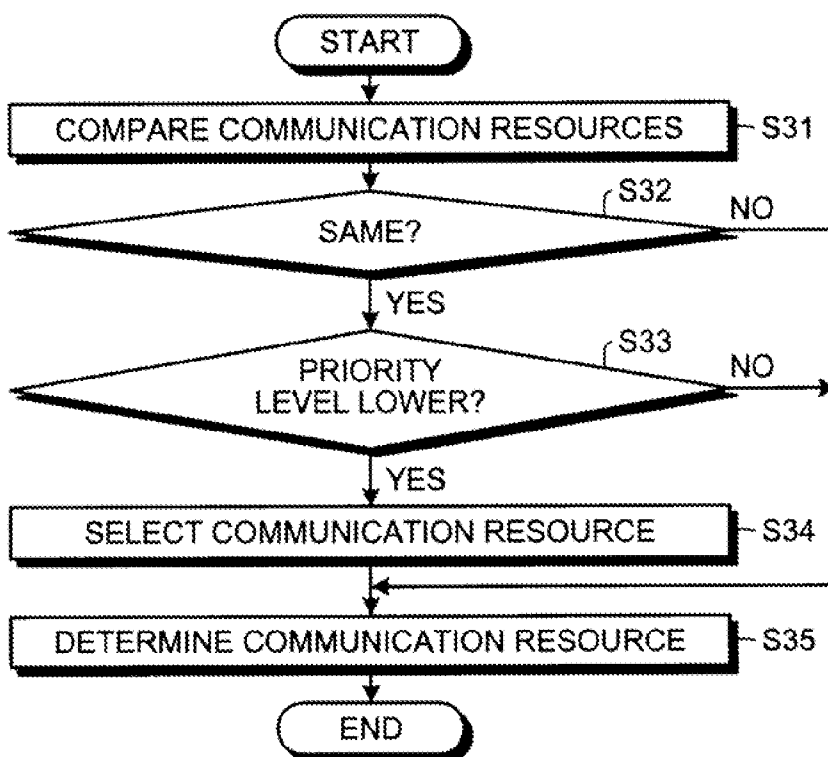 START
COMPARE COMMUNICATION RESOURCES
S31
S32
SAME?
NO
YES
S33
PRIORITY
LEVEL LOWER?
NO
YES
SELECT COMMUNICATION RESOURCE
S34
DETERMINE COMMUNICATION RESOURCE
S35
END